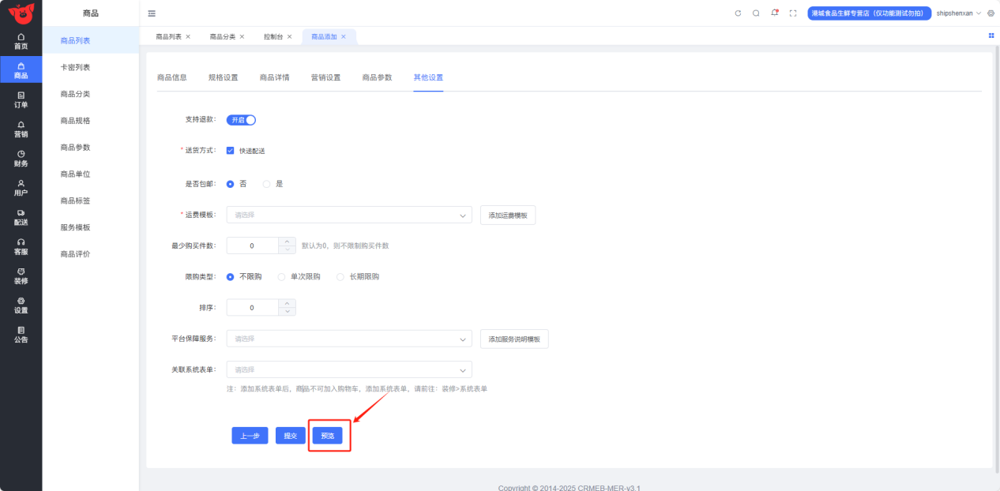 商品
港城食品生鲜专营店（仅功能测试勿拍）
shipshenxan
首页
商品
订单
营销
财务
用户
配送
客服
装修
设置
公告
商品列表
卡密列表
商品分类
商品规格
商品参数
商品单位
商品标签
服务模板
商品评价
商品列表 ×
商品分类 ×
控制台 ×
商品添加 ×
商品信息
规格设置
商品详情
营销设置
商品参数
其他设置
支持退款： 开启
* 送货方式： 快递配送
是否包邮： 否 是
* 运费模板： 请选择 添加运费模板
最少购买件数： 0 默认为0，则不限制购买件数
限购类型： 不限购 单次限购 长期限购
排序： 0
平台保障服务： 请选择 添加服务说明模板
关联系统表单： 请选择
注：添加系统表单后，商品不可加入购物车，添加系统表单，请前往：装修>系统表单
上一步 提交 预览
Copyright © 2014-2025 CRMEB-MER-v3.1